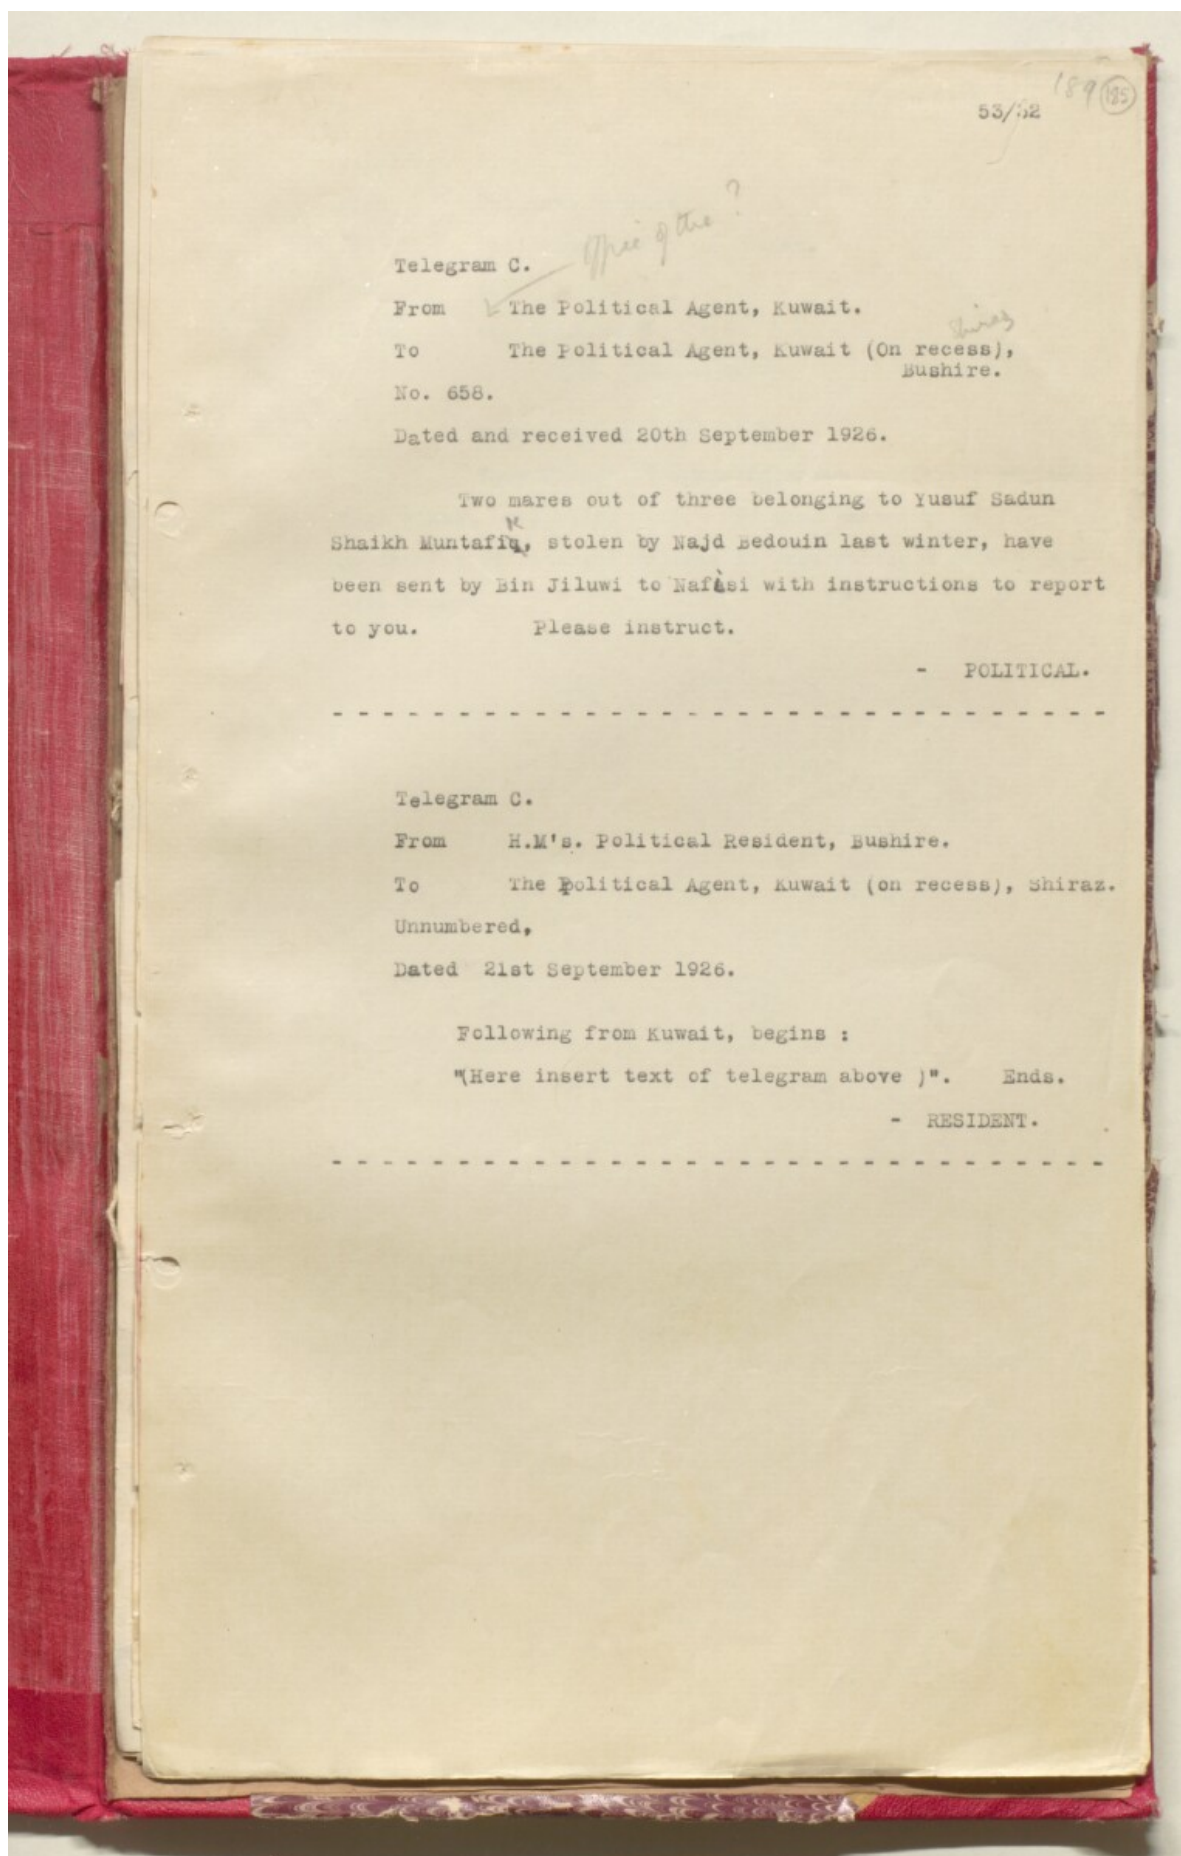 189 185
53/52
Office of the ?
Telegram C.
From The Political Agent, Kuwait.
Shiraz
To The Political Agent, Kuwait (On recess),
Bushire.
No. 658.
Dated and received 20th September 1926.
Two mares out of three belonging to Yusuf Sadun
Shaikh Muntafik, stolen by Najd Bedouin last winter, have
been sent by Bin Jiluwi to Nafisi with instructions to report
to you. Please instruct.
- POLITICAL.
- - - - - - - - - - - - - - - - - - - - - - - - - - - - - - -
Telegram C.
From H.M's. Political Resident, Bushire.
To The Political Agent, Kuwait (on recess), Shiraz.
Unnumbered,
Dated 21st September 1926.
Following from Kuwait, begins :
"(Here insert text of telegram above )". Ends.
- RESIDENT.
- - - - - - - - - - - - - - - - - - - - - - - - - - - - - - -